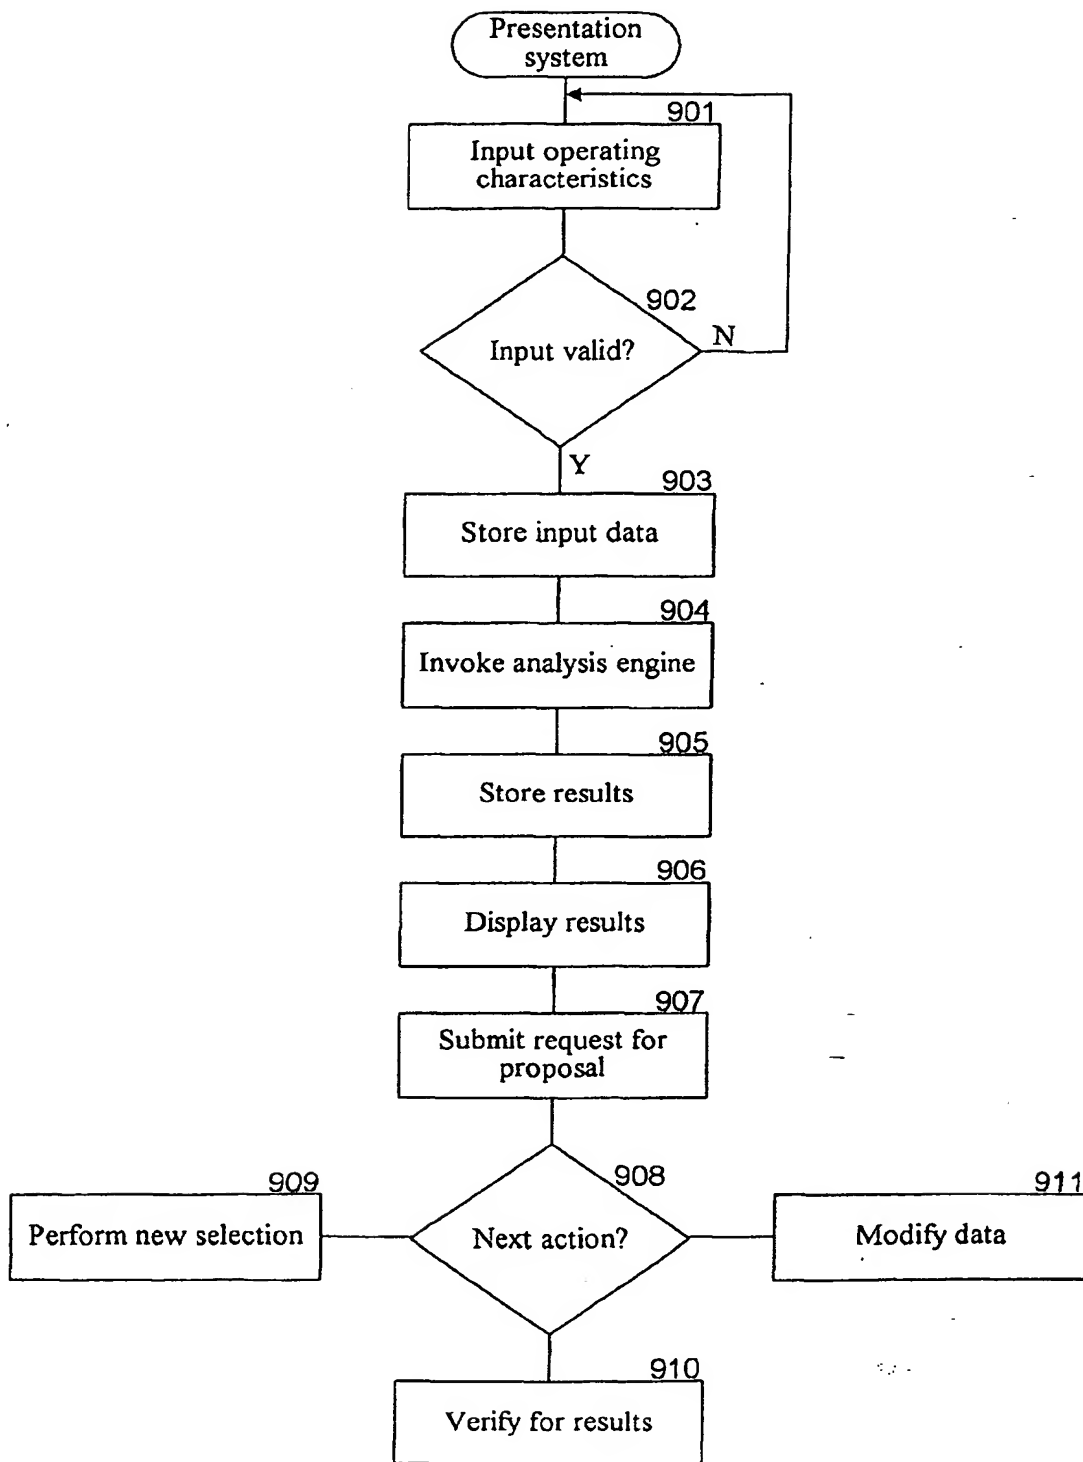 Presentation
system
901
Input operating
characteristics
902
Input valid?
N
Y
903
Store input data
904
Invoke analysis engine
905
Store results
906
Display results
907
Submit request for
proposal
908
Next action?
909
Perform new selection
911
Modify data
910
Verify for results